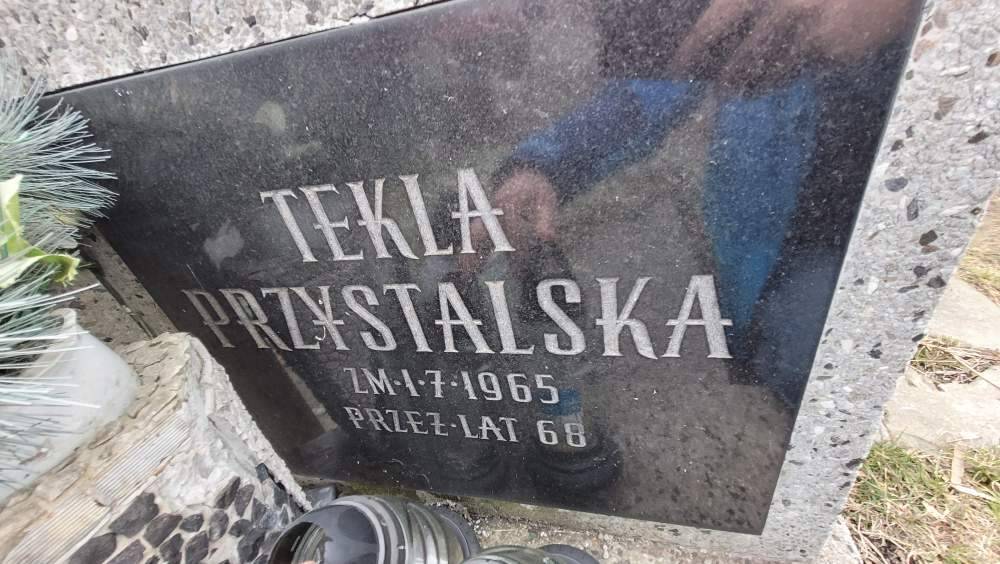 TEKLA
PRZYSTALSKA
ZM·1·7·1965
PRZEŻ·LAT 68